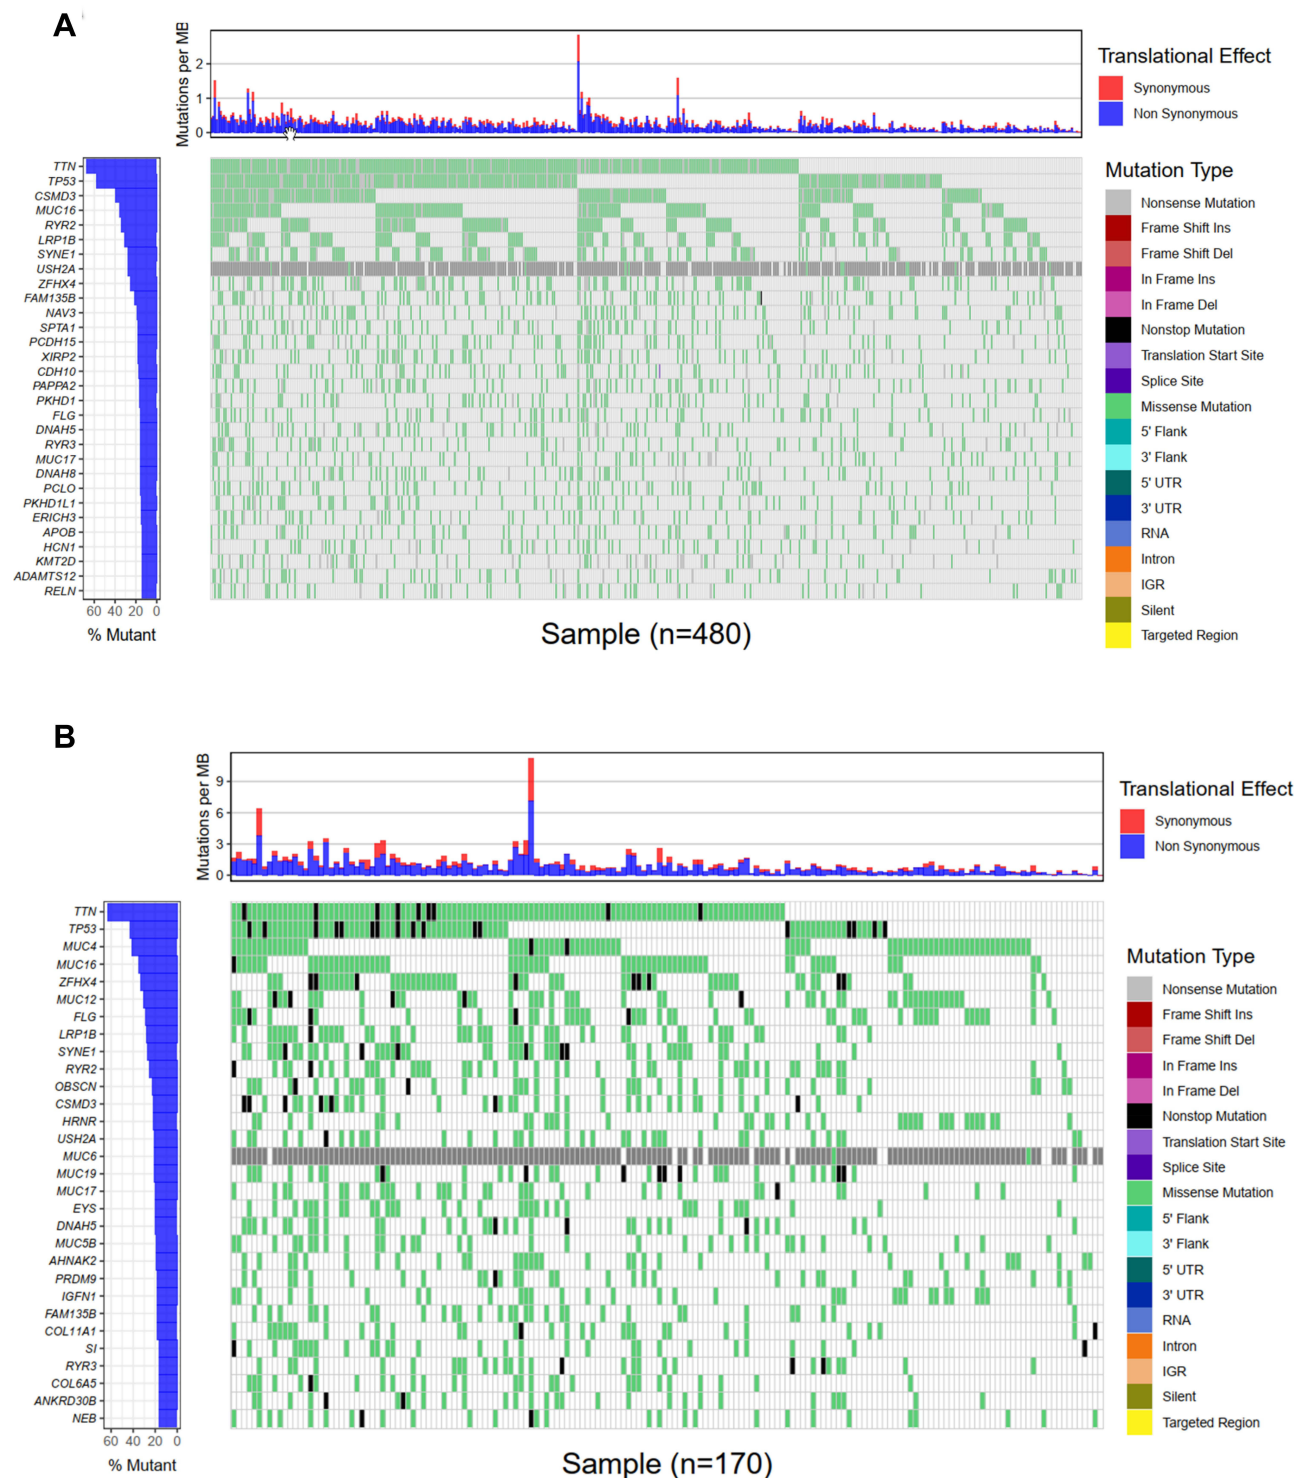 A
Mutations per MB
2
1
0
Translational Effect
Synonymous
Non Synonymous
TTN
TP53
CSMD3
MUC16
RYR2
LRP1B
SYNE1
USH2A
ZFHX4
FAM135B
NAV3
SPTA1
PCDH15
XIRP2
CDH10
PAPPA2
PKHD1
FLG
DNAH5
RYR3
MUC17
DNAH8
PCLO
PKHD1L1
ERICH3
APOB
HCN1
KMT2D
ADAMTS12
RELN
60 40 20 0
% Mutant
Sample (n=480)
Mutation Type
Nonsense Mutation
Frame Shift Ins
Frame Shift Del
In Frame Ins
In Frame Del
Nonstop Mutation
Translation Start Site
Splice Site
Missense Mutation
5' Flank
3' Flank
5' UTR
3' UTR
RNA
Intron
IGR
Silent
Targeted Region
B
Mutations per MB
9
6
3
0
Translational Effect
Synonymous
Non Synonymous
TTN
TP53
MUC4
MUC16
ZFHX4
MUC12
FLG
LRP1B
SYNE1
RYR2
OBSCN
CSMD3
HRNR
USH2A
MUC6
MUC19
MUC17
EYS
DNAH5
MUC5B
AHNAK2
PRDM9
IGFN1
FAM135B
COL11A1
SI
RYR3
COL6A5
ANKRD30B
NEB
60 40 20 0
% Mutant
Sample (n=170)
Mutation Type
Nonsense Mutation
Frame Shift Ins
Frame Shift Del
In Frame Ins
In Frame Del
Nonstop Mutation
Translation Start Site
Splice Site
Missense Mutation
5' Flank
3' Flank
5' UTR
3' UTR
RNA
Intron
IGR
Silent
Targeted Region